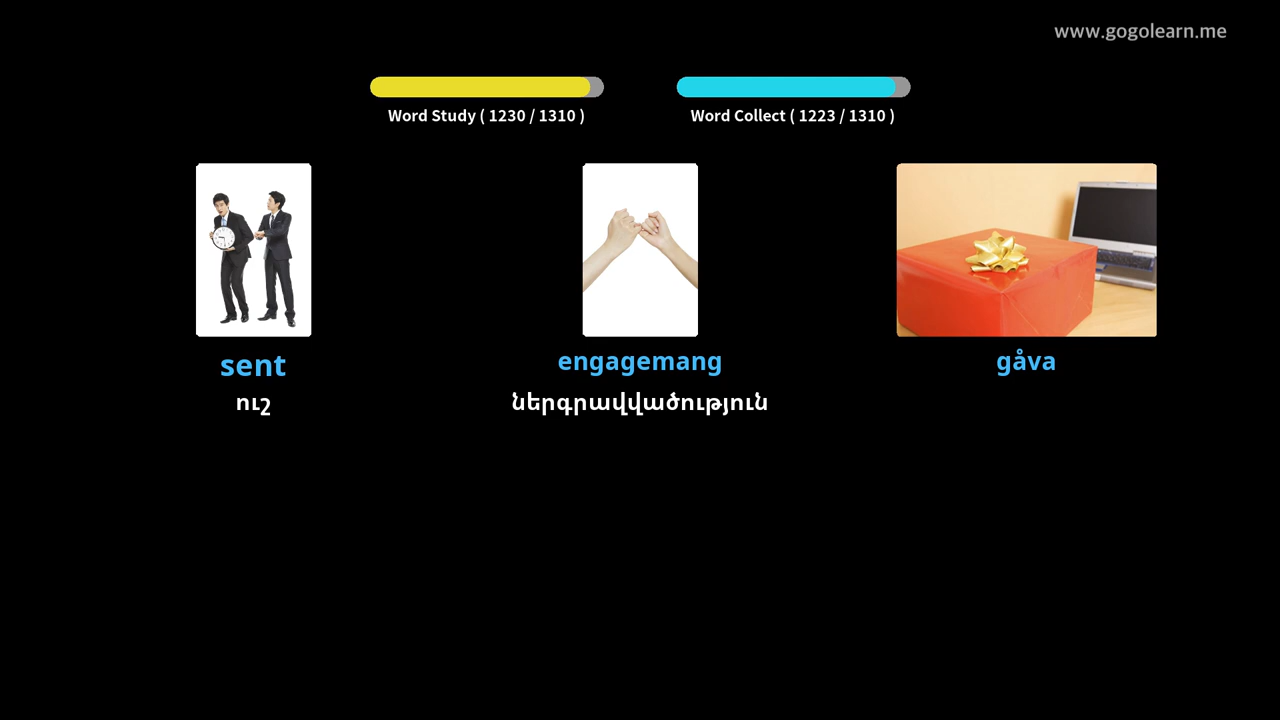 www.gogolearn.me
Word Study ( 1230 / 1310 )
Word Collect ( 1223 / 1310 )
sent
engagemang
gåva
ուշ
ներգրավվածություն